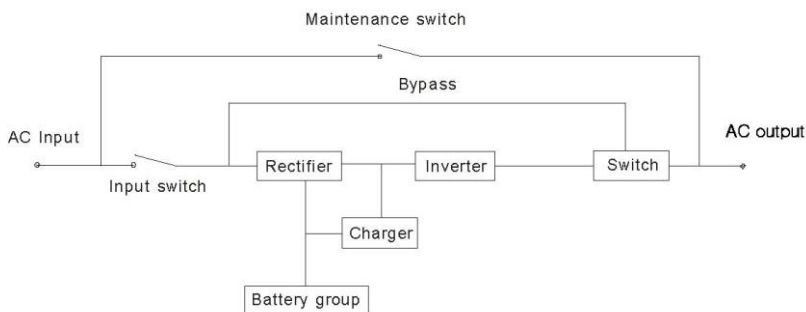 Maintenance switch
Bypass
AC Input
AC output
Rectifier
Inverter
Switch
Input switch
Charger
Battery group